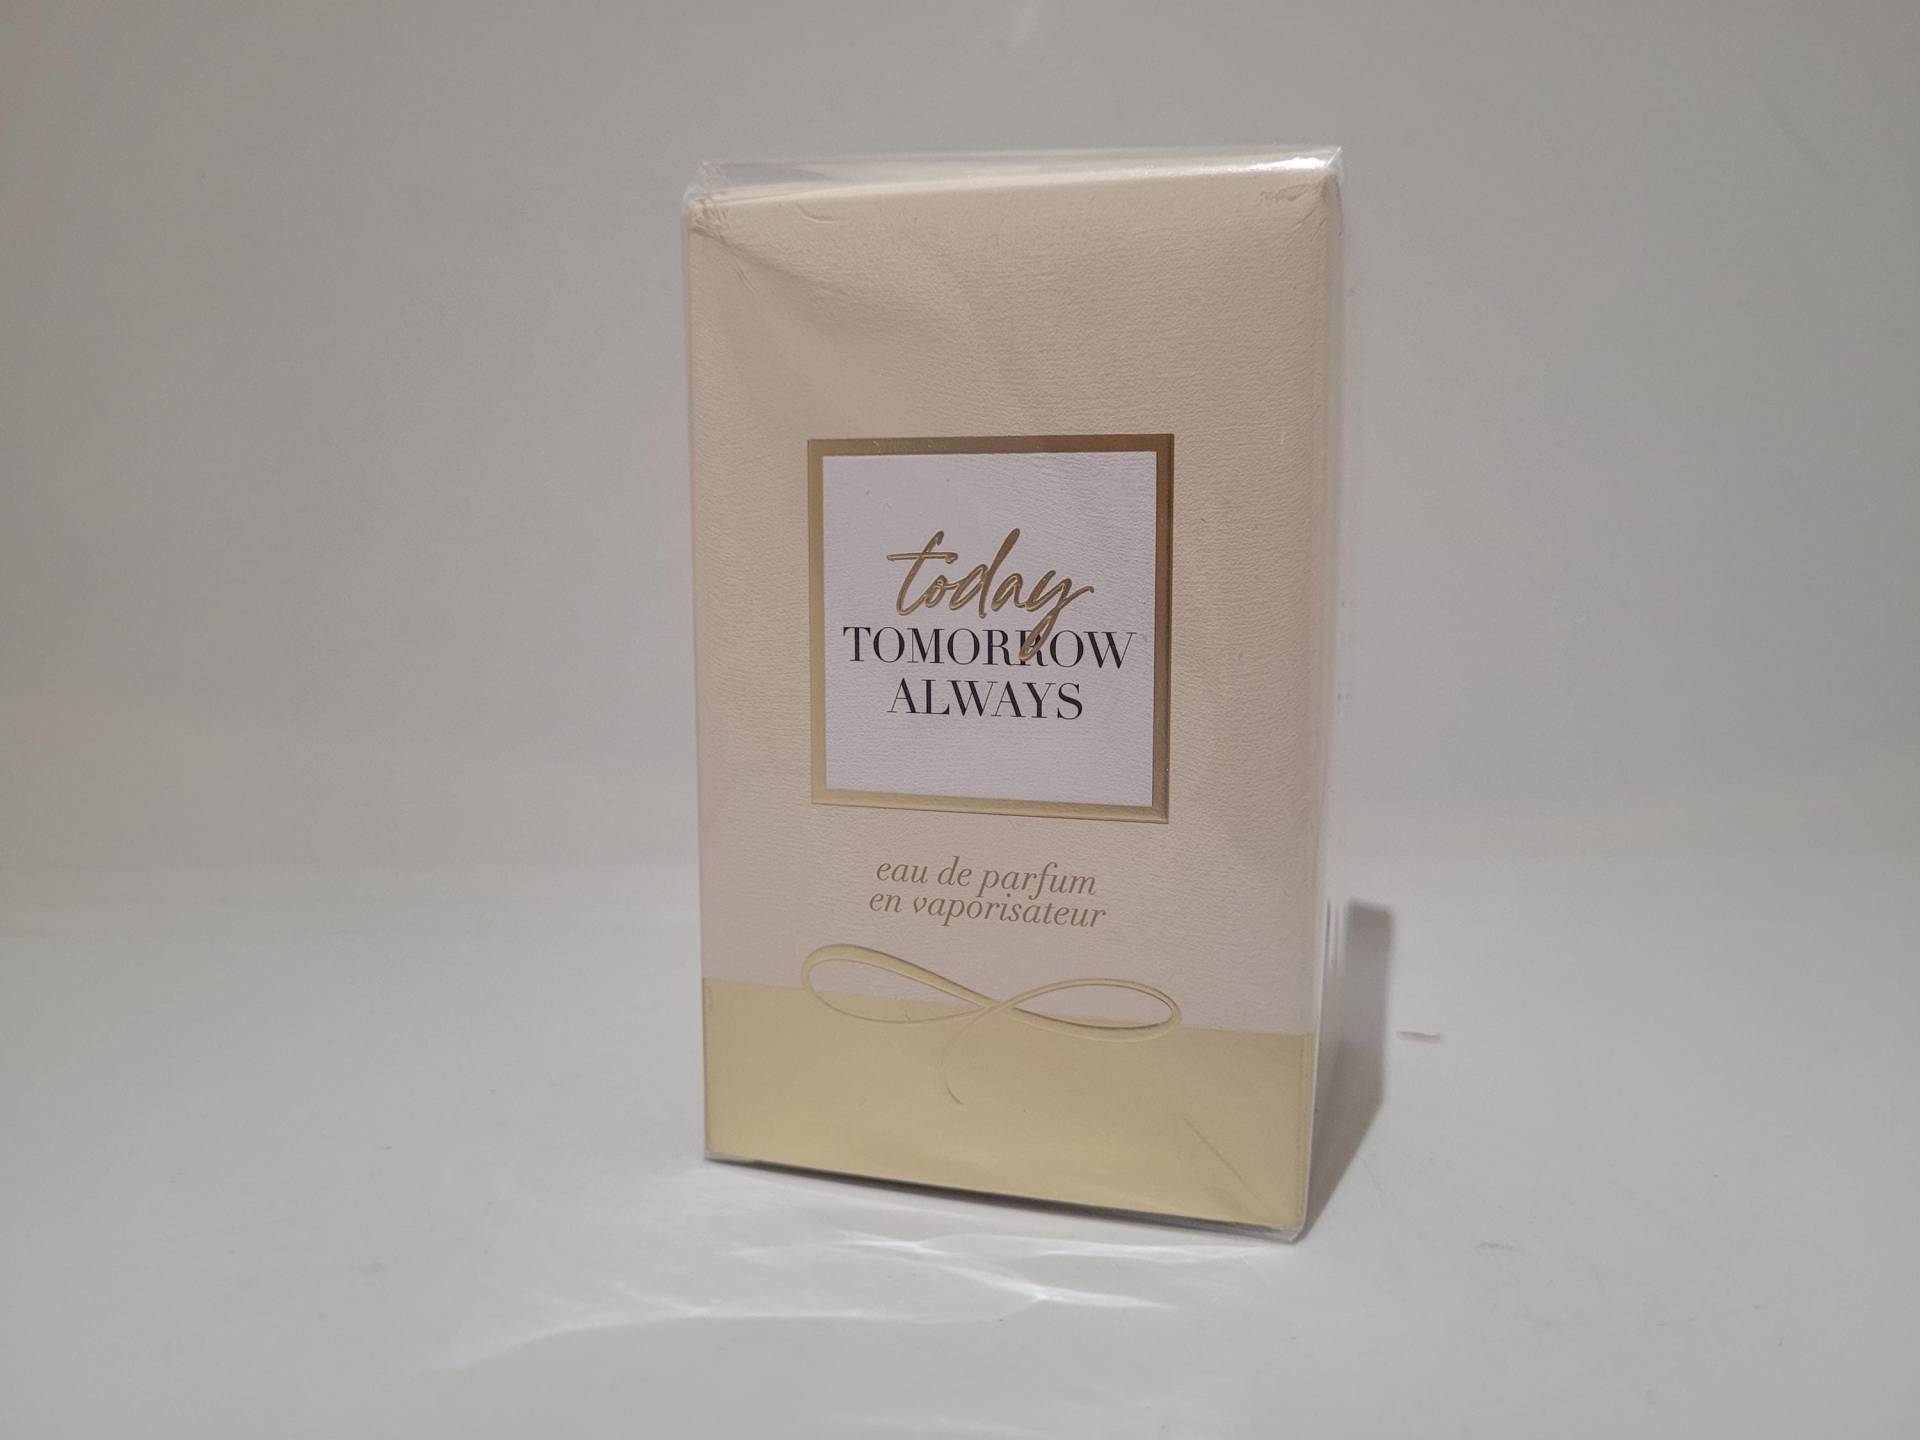 today
TOMORROW
ALWAYS
eau de parfum
en vaporisateur